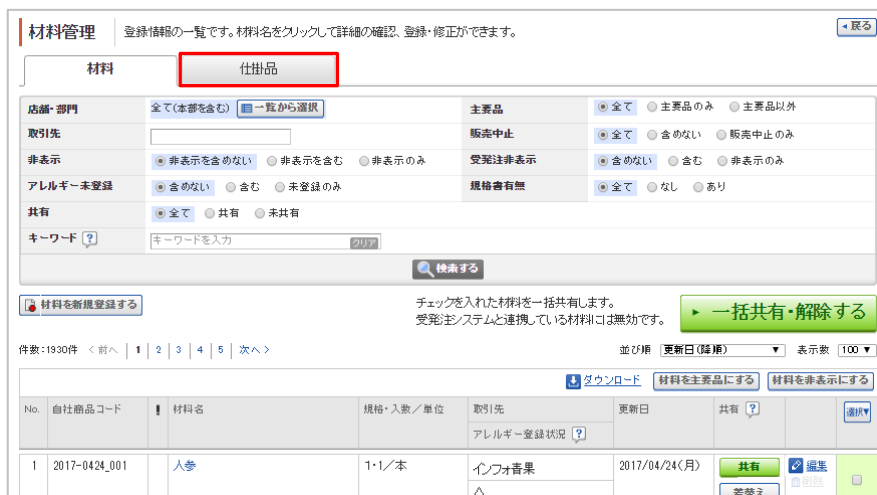 材料管理 登録情報の一覧です。材料名をクリックして詳細の確認、登録・修正ができます。 戻る
材料 仕掛品
店舗・部門 全て(本部を含む) 一覧から選択 主要品 全て 主要品のみ 主要品以外
取引先 販売中止 全て 含めない 販売中止のみ
非表示 非表示を含めない 非表示を含む 非表示のみ 受発注非表示 含めない 含む 非表示のみ
アレルギー未登録 含めない 含む 未登録のみ 規格書有無 全て なし あり
共有 全て 共有 未共有
キーワード ? キーワードを入力 クリア
検索する
材料を新規登録する チェックを入れた材料を一括共有します。
受発注システムと連携している材料には無効です。 一括共有・解除する
件数:1930件 <前へ | 1 | 2 | 3 | 4 | 5 | 次へ> 並び順 更新日(降順) ▼ 表示数 100 ▼
ダウンロード 材料を主要品にする 材料を非表示にする
No. 自社商品コード ! 材料名 規格・入数/単位 取引先 更新日 共有 ? 選択▼
アレルギー登録状況 ?
1 2017-0424_001 人参 1・1/本 インフォ青果 2017/04/24(月) 共有 編集
△ 差替え 削除